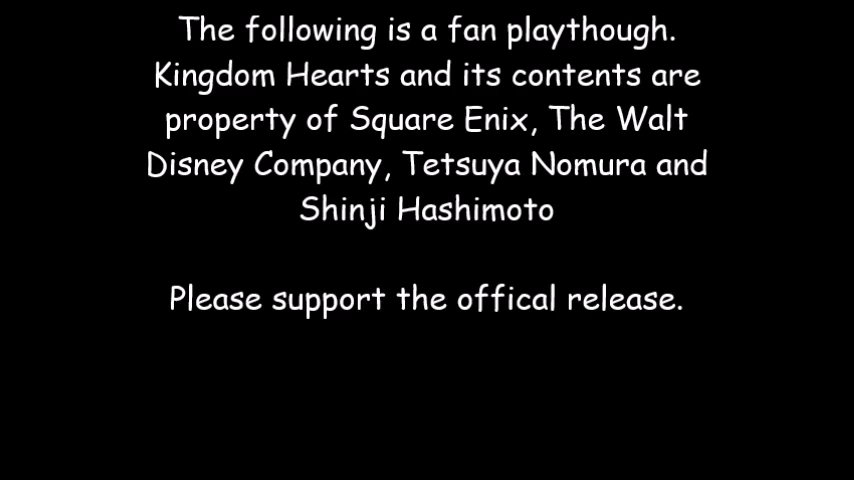 The following is a fan playthough.
Kingdom Hearts and its contents are
property of Square Enix, The Walt
Disney Company, Tetsuya Nomura and
Shinji Hashimoto
Please support the offical release.